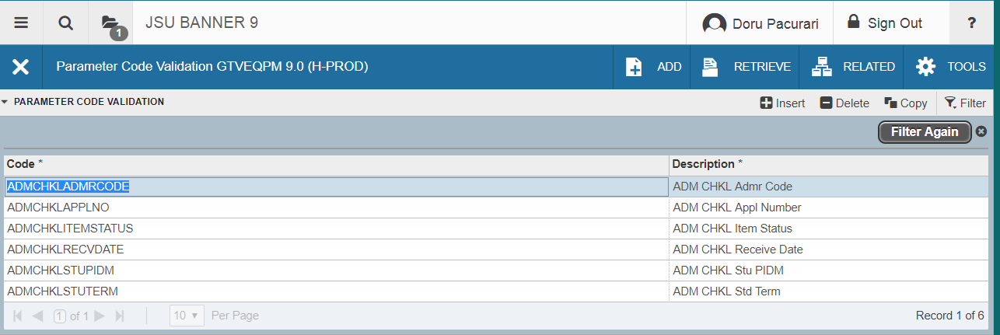 1
JSU BANNER 9
Doru Pacurari
Sign Out
?
Parameter Code Validation GTVEQPM 9.0 (H-PROD)
ADD
RETRIEVE
RELATED
TOOLS
PARAMETER CODE VALIDATION
Insert
Delete
Copy
Filter
Filter Again
Code * Description *
ADMCHKLADMRCODE ADM CHKL Admr Code
ADMCHKLAPPLNO ADM CHKL Appl Number
ADMCHKLITEMSTATUS ADM CHKL Item Status
ADMCHKLRECVDATE ADM CHKL Receive Date
ADMCHKLSTUPIDM ADM CHKL Stu PIDM
ADMCHKLSTUTERM ADM CHKL Std Term
1 of 1
10
Per Page
Record 1 of 6